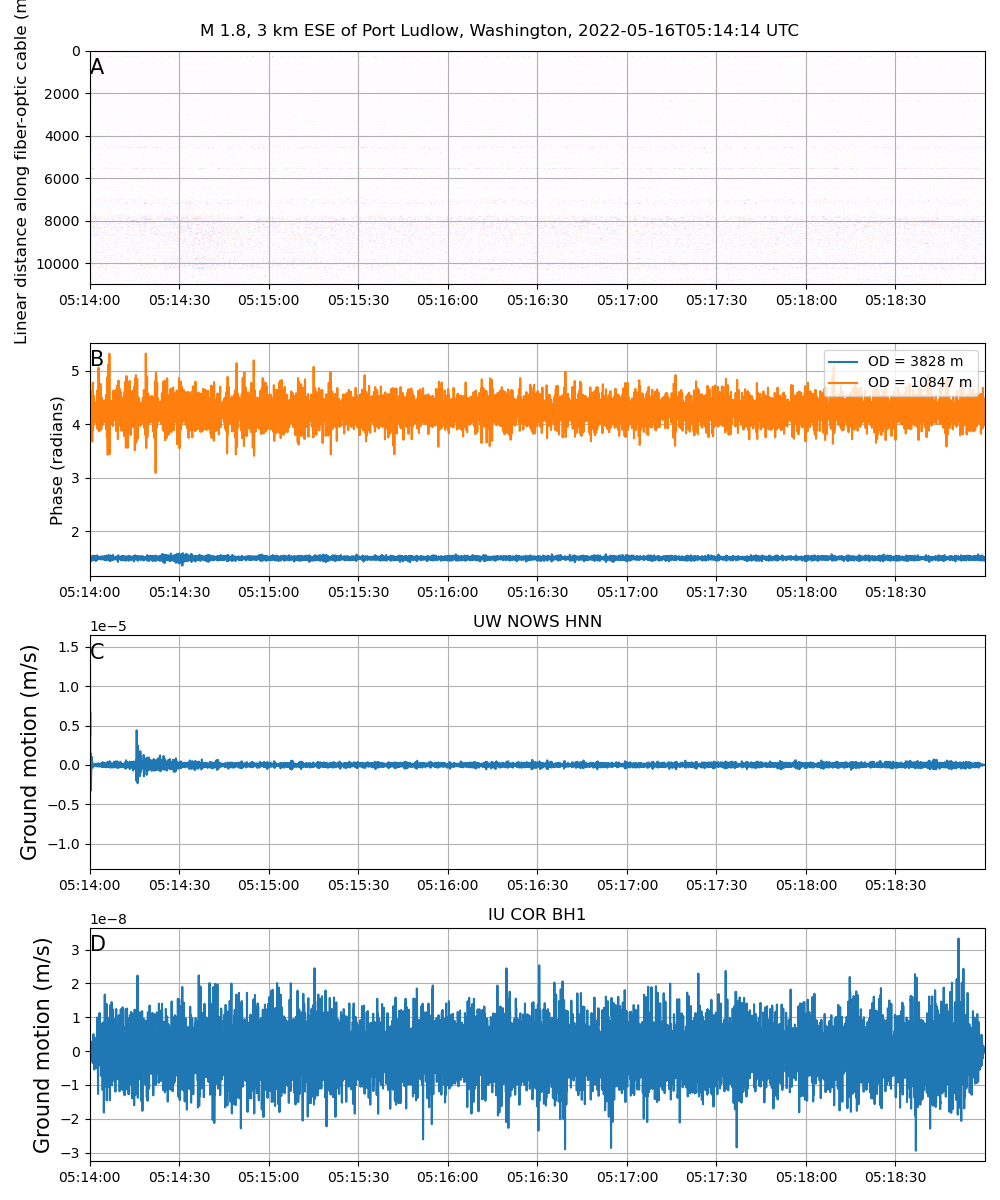 M 1.8, 3 km ESE of Port Ludlow, Washington, 2022-05-16T05:14:14 UTC
Linear distance along fiber-optic cable (m
A
0
2000
4000
6000
8000
10000
05:14:00 05:14:30 05:15:00 05:15:30 05:16:00 05:16:30 05:17:00 05:17:30 05:18:00 05:18:30
Phase (radians)
B
OD = 3828 m
OD = 10847 m
5
4
3
2
05:14:00 05:14:30 05:15:00 05:15:30 05:16:00 05:16:30 05:17:00 05:17:30 05:18:00 05:18:30
UW NOWS HNN
1e−5
Ground motion (m/s)
C
1.5
1.0
0.5
0.0
−0.5
−1.0
05:14:00 05:14:30 05:15:00 05:15:30 05:16:00 05:16:30 05:17:00 05:17:30 05:18:00 05:18:30
IU COR BH1
1e−8
Ground motion (m/s)
D
3
2
1
0
−1
−2
−3
05:14:00 05:14:30 05:15:00 05:15:30 05:16:00 05:16:30 05:17:00 05:17:30 05:18:00 05:18:30